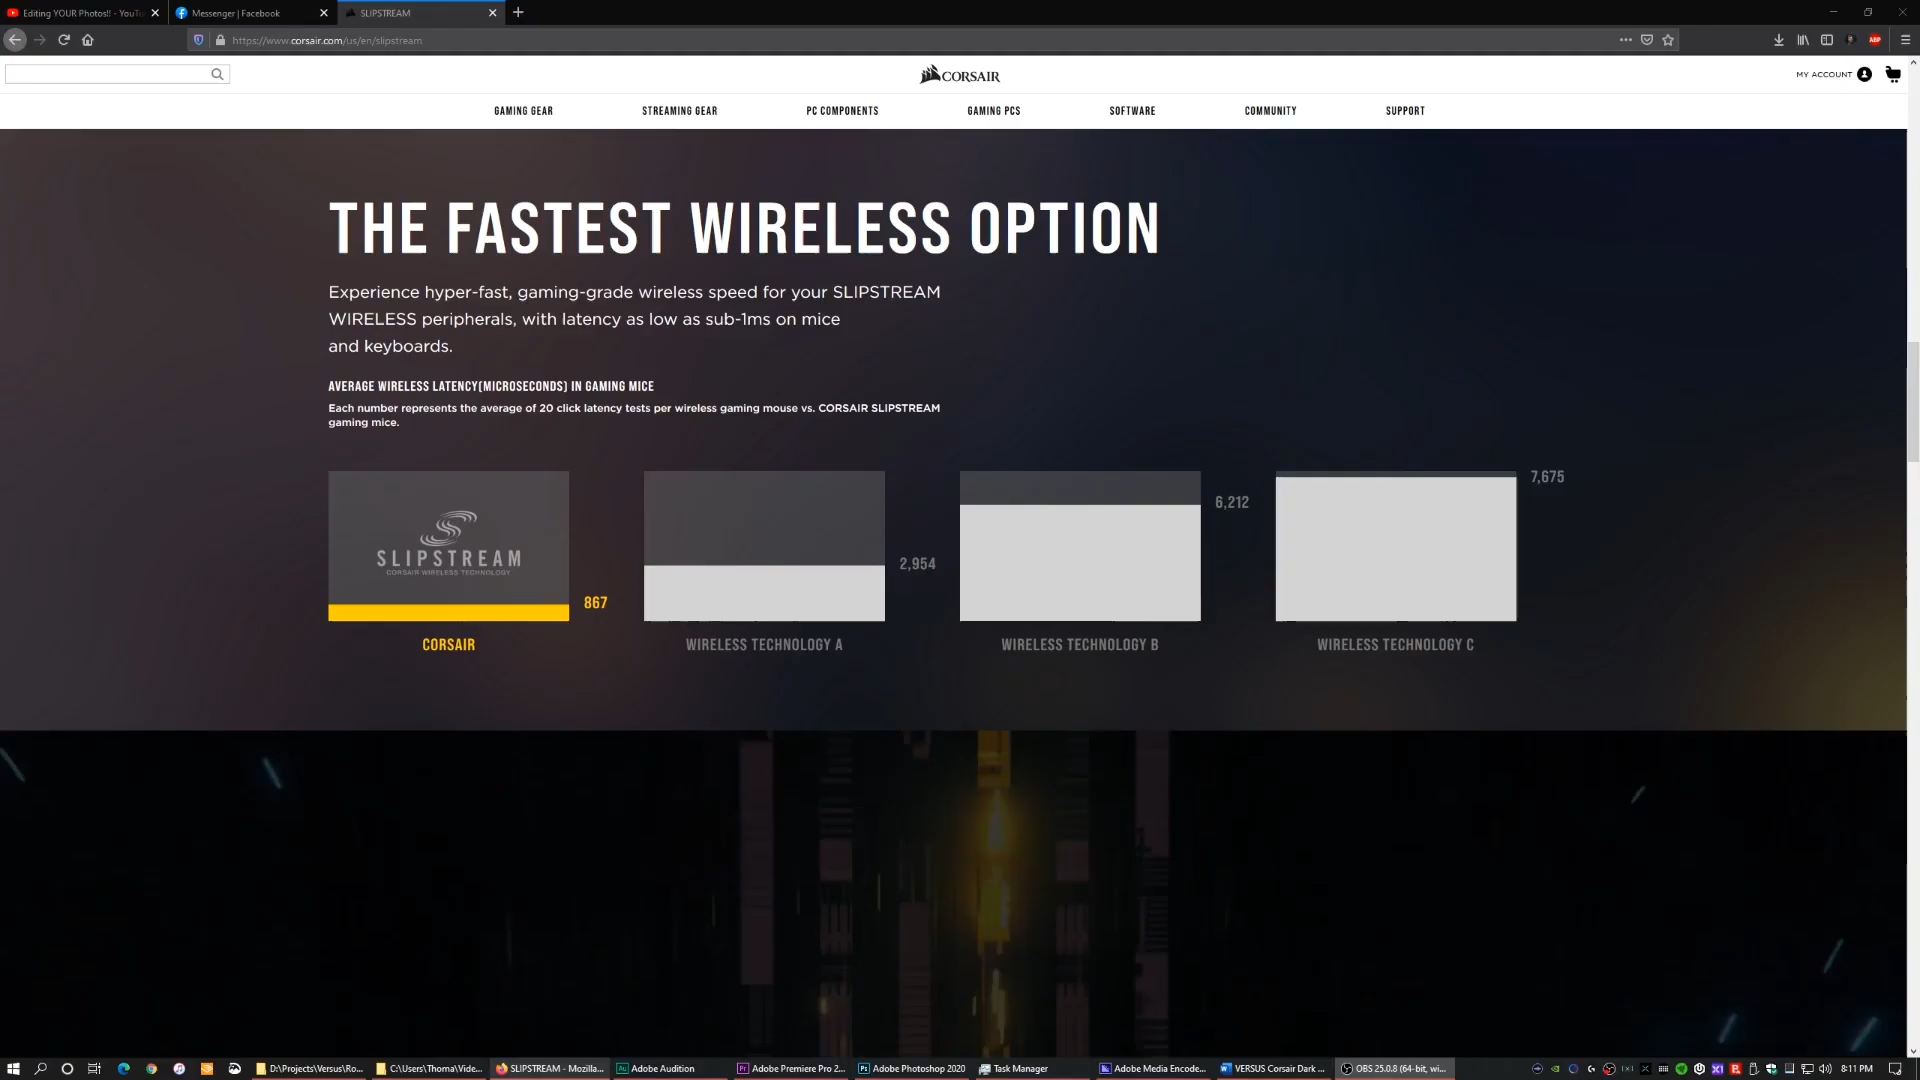 Editing YOUR Photos!! - YouTu
Messenger | Facebook
SLIPSTREAM
https://www.corsair.com/us/en/slipstream
ABP
CORSAIR
MY ACCOUNT
GAMING GEAR
STREAMING GEAR
PC COMPONENTS
GAMING PCS
SOFTWARE
COMMUNITY
SUPPORT
THE FASTEST WIRELESS OPTION
Experience hyper-fast, gaming-grade wireless speed for your SLIPSTREAM
WIRELESS peripherals, with latency as low as sub-1ms on mice
and keyboards.
AVERAGE WIRELESS LATENCY(MICROSECONDS) IN GAMING MICE
Each number represents the average of 20 click latency tests per wireless gaming mouse vs. CORSAIR SLIPSTREAM
gaming mice.
SLIPSTREAM
CORSAIR WIRELESS TECHNOLOGY
867
2,954
6,212
7,675
CORSAIR
WIRELESS TECHNOLOGY A
WIRELESS TECHNOLOGY B
WIRELESS TECHNOLOGY C
D:\Projects\Versus\Ro...
C:\Users\Thoma\Vide...
SLIPSTREAM - Mozilla...
Adobe Audition
Adobe Premiere Pro 2...
Adobe Photoshop 2020
Task Manager
Adobe Media Encode...
VERSUS Corsair Dark ...
OBS 25.0.8 (64-bit, wi...
8:11 PM